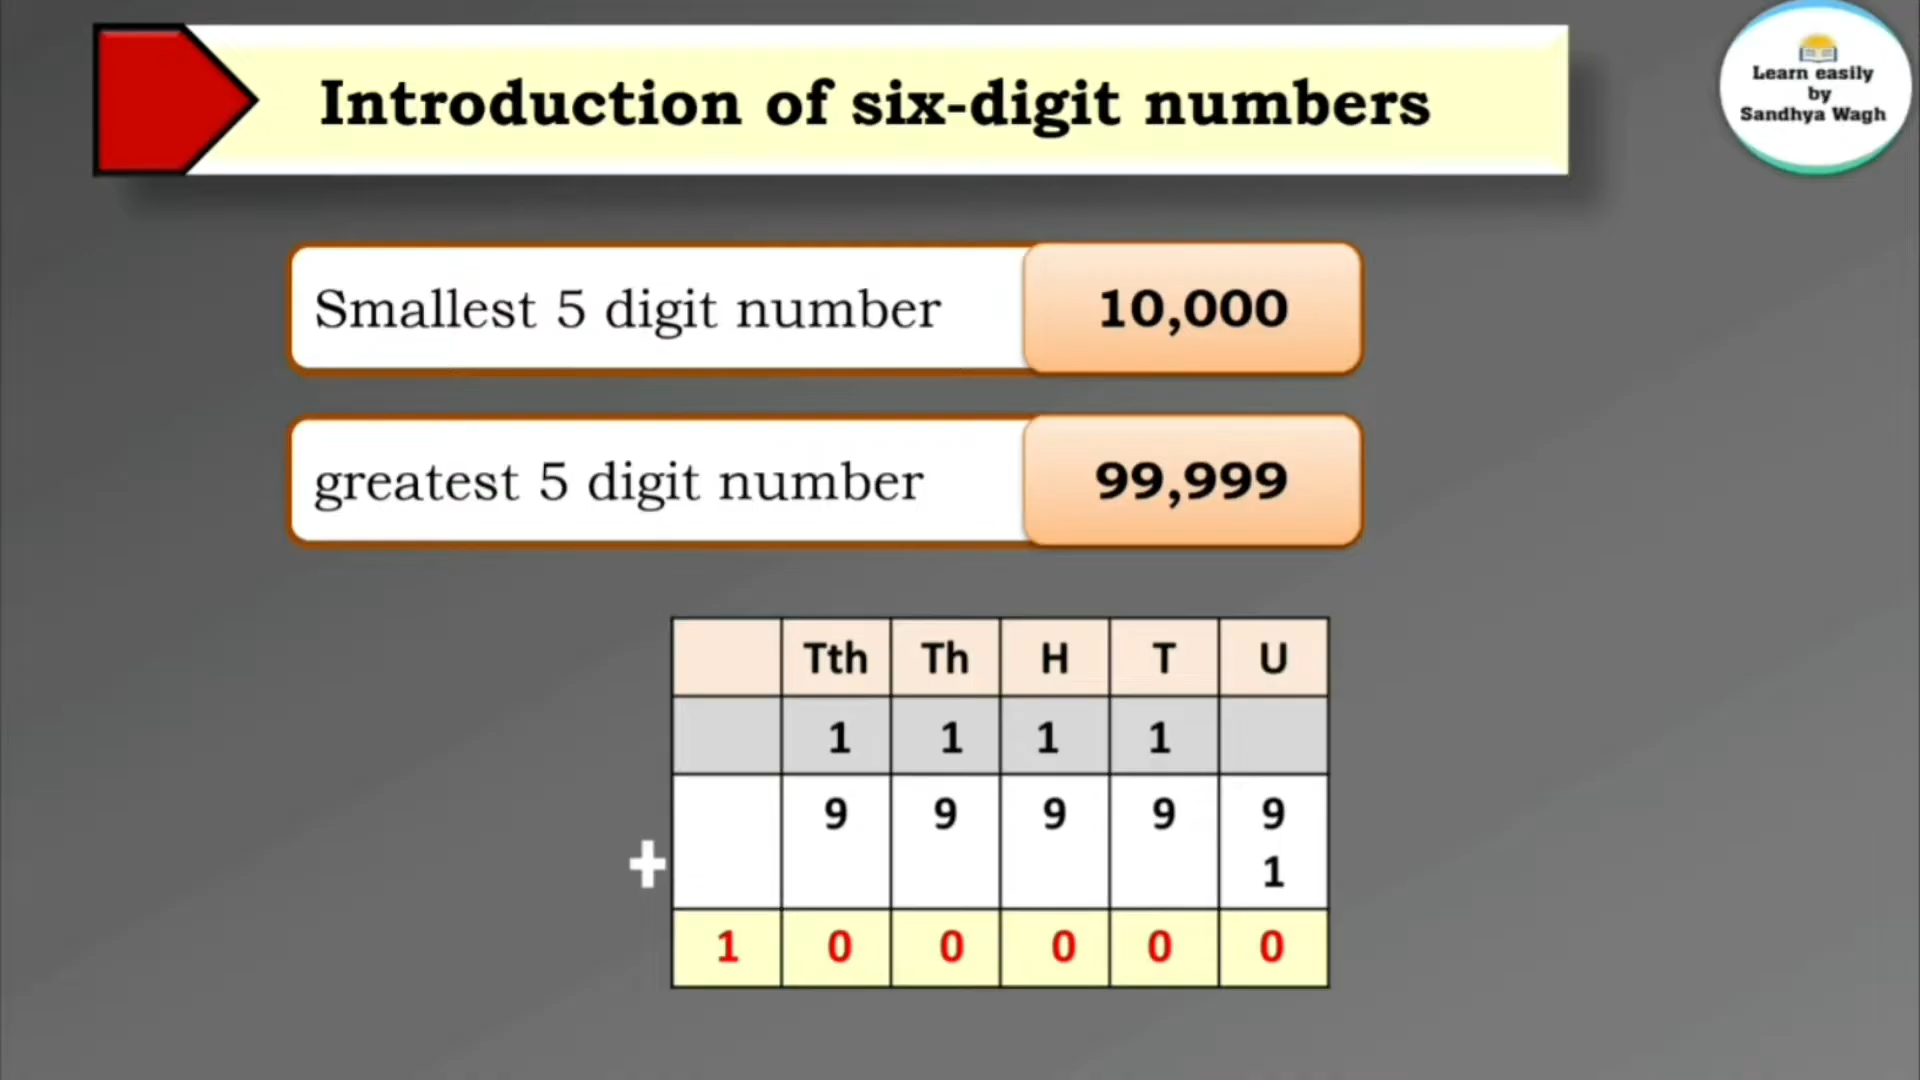 Introduction of six-digit numbers
Learn easily
by
Sandhya Wagh
Smallest 5 digit number 10,000
greatest 5 digit number 99,999
Tth Th H T U
1 1 1 1
9 9 9 9 9
+ 1
1 0 0 0 0 0